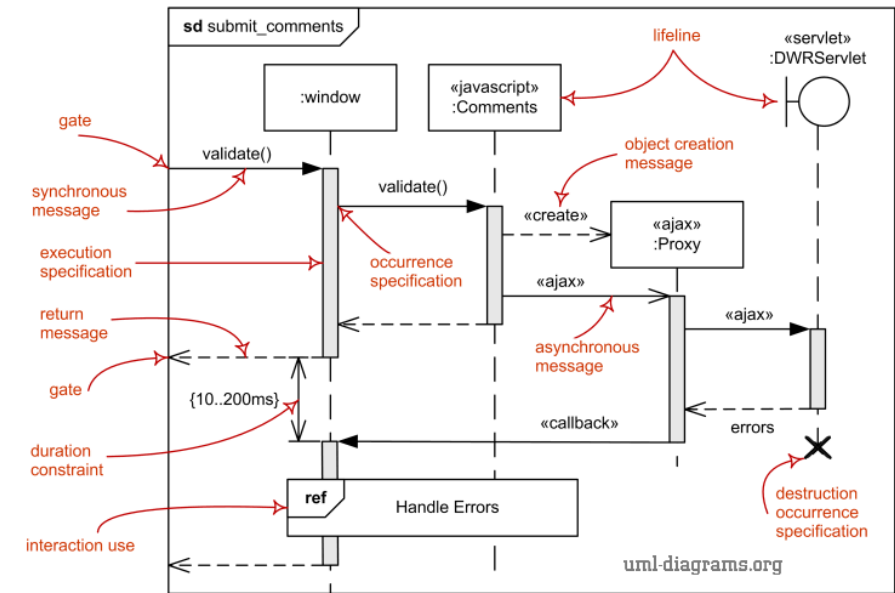 sd submit_comments
lifeline
«servlet»
:DWRServlet
:window
«javascript»
:Comments
gate
validate()
object creation
message
synchronous
message
validate()
«create»
«ajax»
:Proxy
execution
specification
occurrence
specification
«ajax»
return
message
«ajax»
asynchronous
message
gate
{10..200ms}
«callback»
errors
duration
constraint
ref
Handle Errors
destruction
occurrence
specification
interaction use
uml-diagrams.org